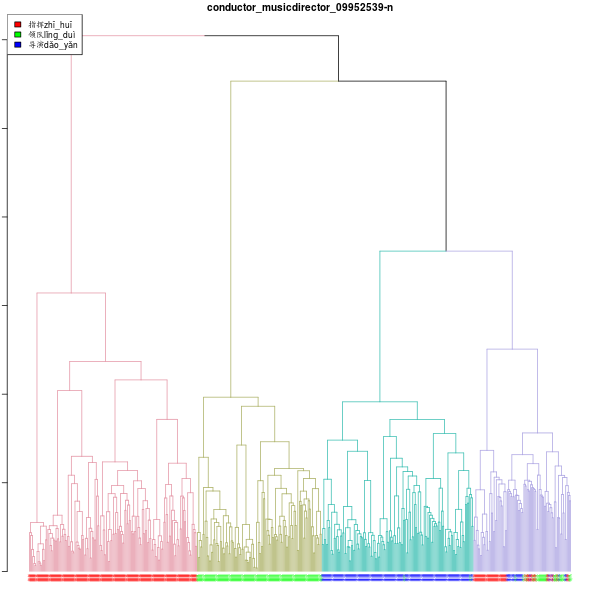 conductor_musicdirector_09952539-n
指挥zhǐ_huī
领队lǐng_duì
导演dǎo_yǎn